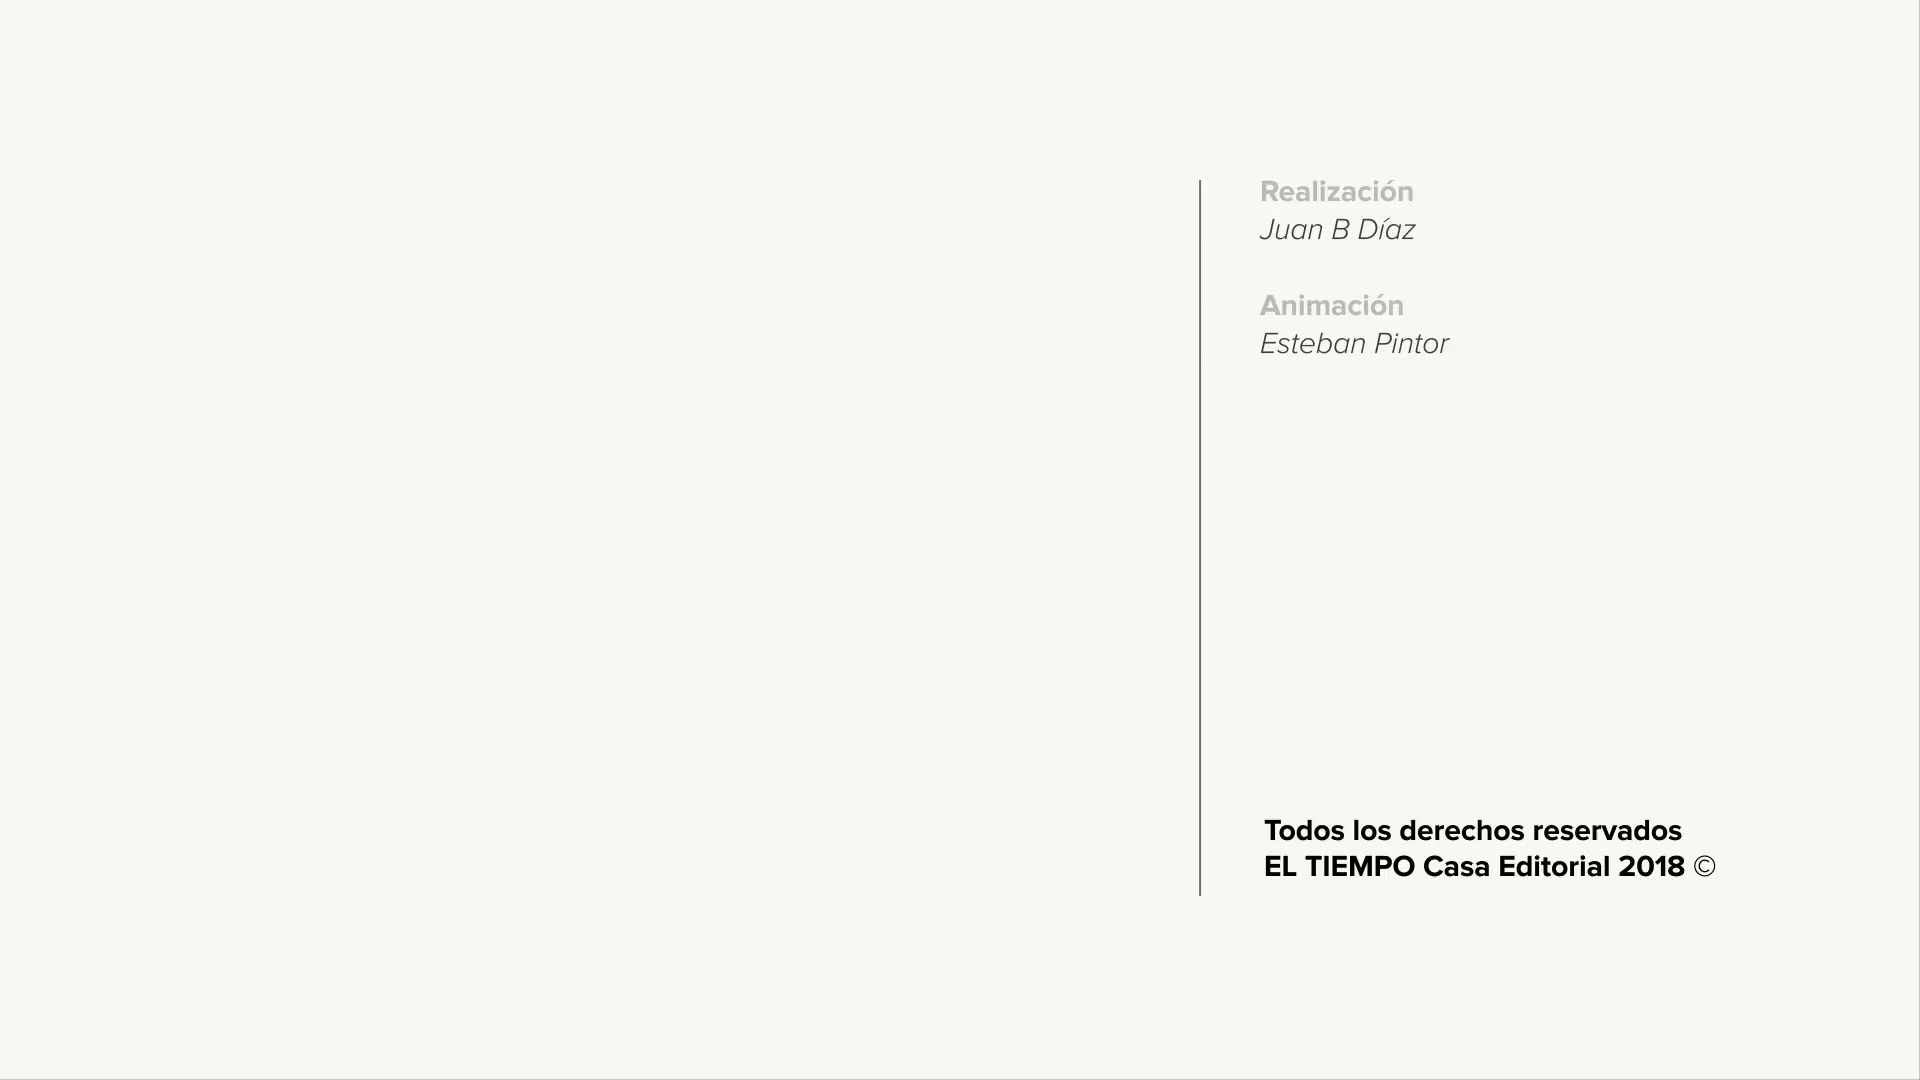 Realización
Juan B Díaz
Animación
Esteban Pintor
Todos los derechos reservados
EL TIEMPO Casa Editorial 2018 ©